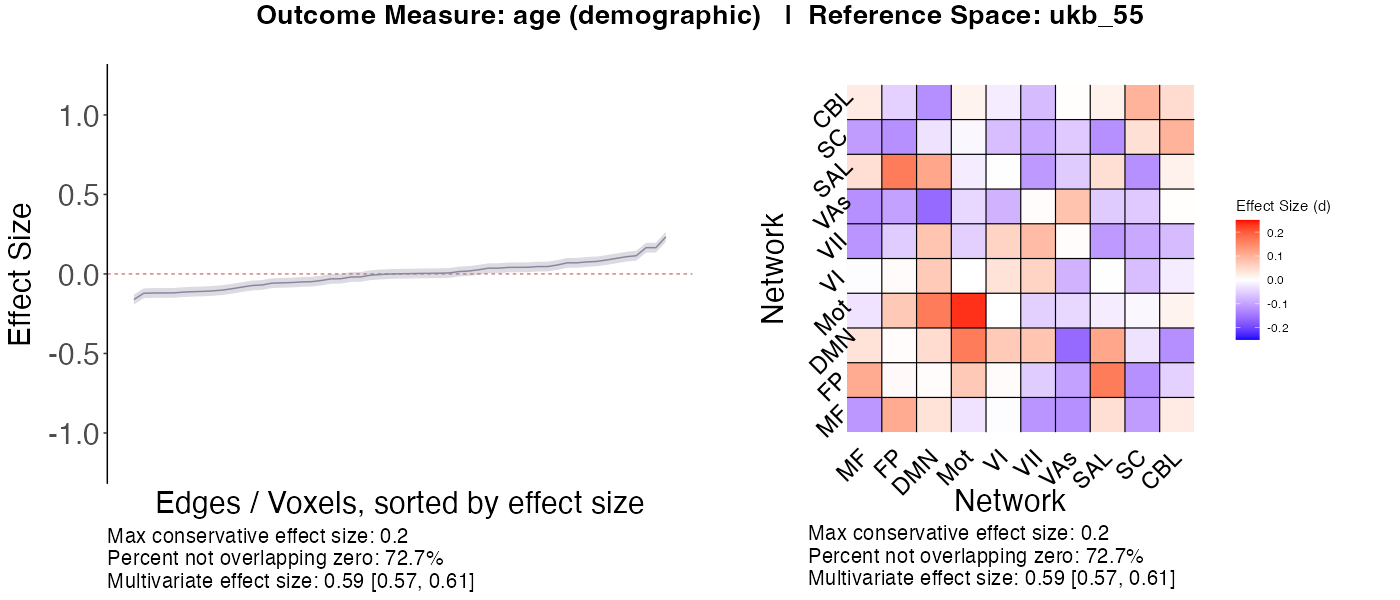 Outcome Measure: age (demographic) | Reference Space: ukb_55
Effect Size
1.0
0.5
0.0
-0.5
-1.0
Edges / Voxels, sorted by effect size
Max conservative effect size: 0.2
Percent not overlapping zero: 72.7%
Multivariate effect size: 0.59 [0.57, 0.61]
Network
CBL
SC
SAL
VAs
VII
VI
Mot
DMN
FP
MF
MF FP DMN Mot VI VII VAs SAL SC CBL
Network
Max conservative effect size: 0.2
Percent not overlapping zero: 72.7%
Multivariate effect size: 0.59 [0.57, 0.61]
Effect Size (d)
0.2
0.1
0.0
-0.1
-0.2